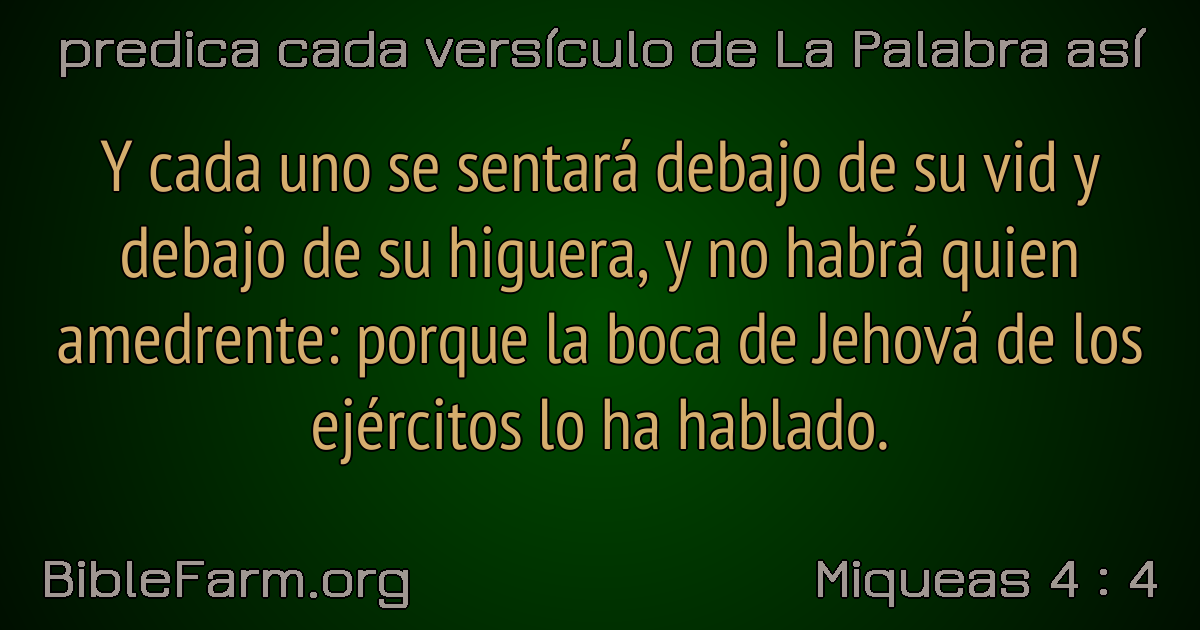 predica cada versículo de La Palabra así
Y cada uno se sentará debajo de su vid y
debajo de su higuera, y no habrá quien
amedrente: porque la boca de Jehová de los
ejércitos lo ha hablado.
BibleFarm.org
Miqueas 4 : 4